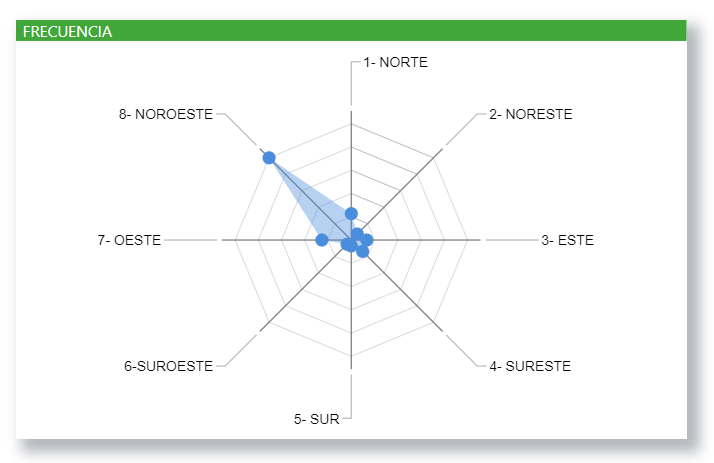 FRECUENCIA
1- NORTE
8- NOROESTE
2- NORESTE
7- OESTE
3- ESTE
6-SUROESTE
4- SURESTE
5- SUR